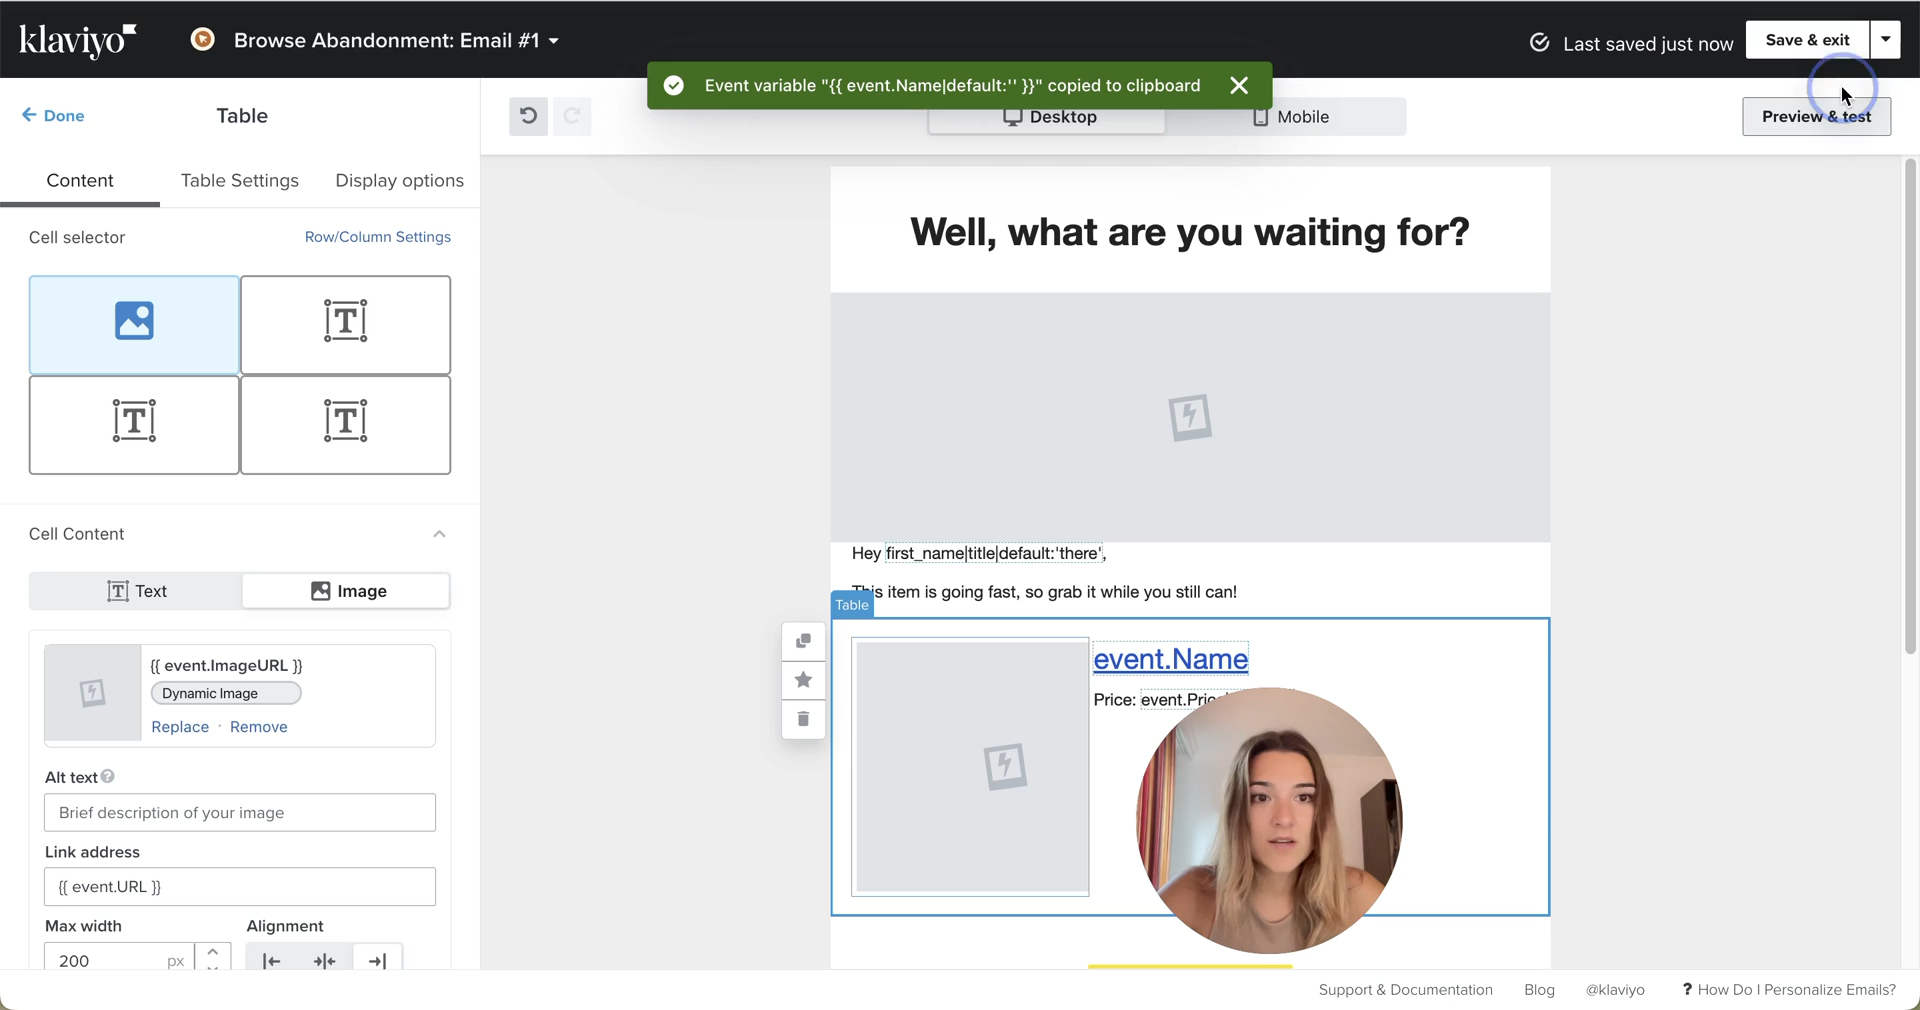 klaviyo
Browse Abandonment: Email #1
Last saved just now
Save & exit
Event variable "{{ event.Name|default:'' }}" copied to clipboard
Done
Table
Desktop
Mobile
Preview & test
Content
Table Settings
Display options
Cell selector
Row/Column Settings
Cell Content
Text
Image
{{ event.ImageURL }}
Dynamic Image
Replace · Remove
Alt text
Brief description of your image
Link address
{{ event.URL }}
Max width
Alignment
200
px
Well, what are you waiting for?
Hey first_name|title|default:'there',
This item is going fast, so grab it while you still can!
Table
event.Name
Price: event.Pric
Support & Documentation
Blog
@klaviyo
? How Do I Personalize Emails?